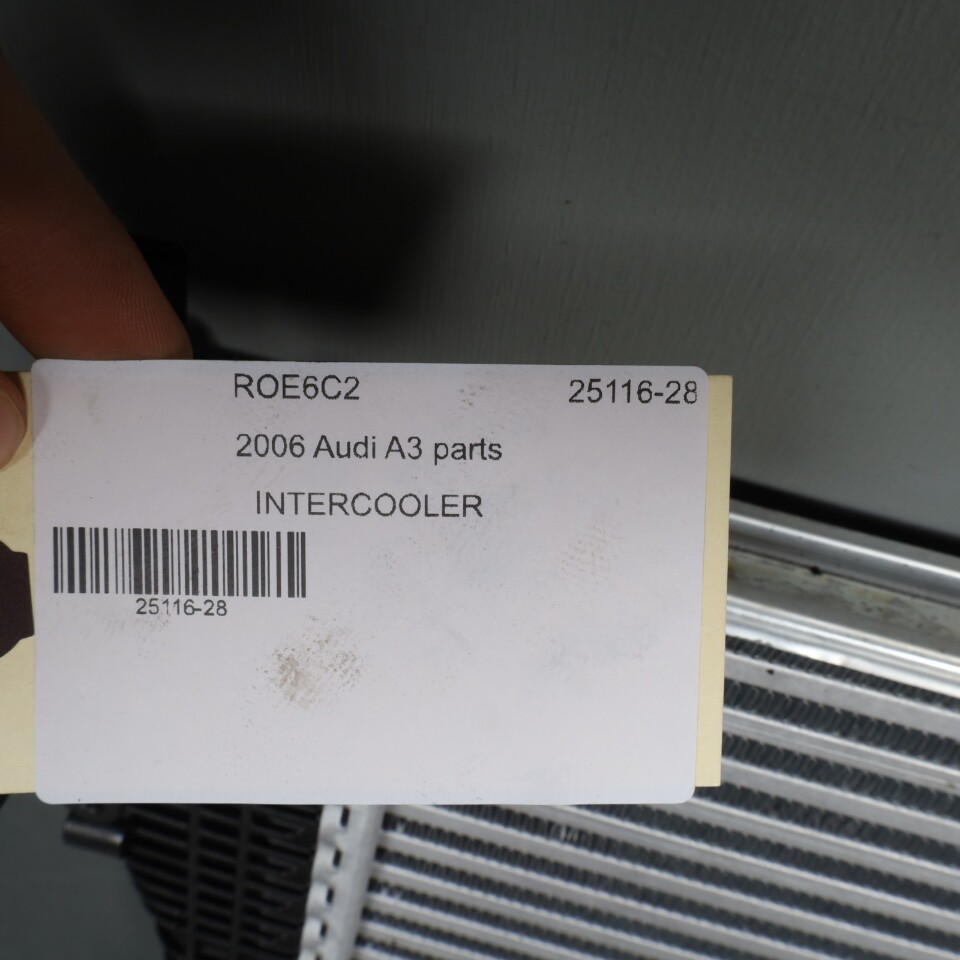 ROE6C2 25116-28
2006 Audi A3 parts
INTERCOOLER
25116-28